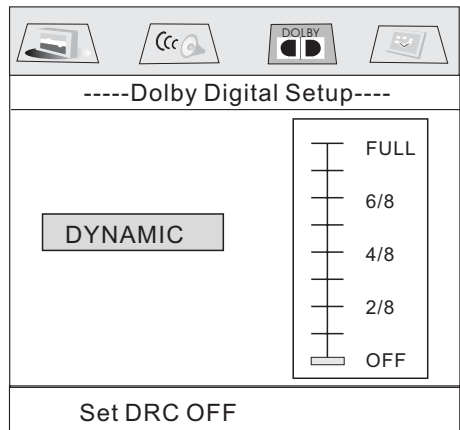 DOLBY
-----Dolby Digital Setup----
DYNAMIC
FULL
6/8
4/8
2/8
OFF
Set DRC OFF